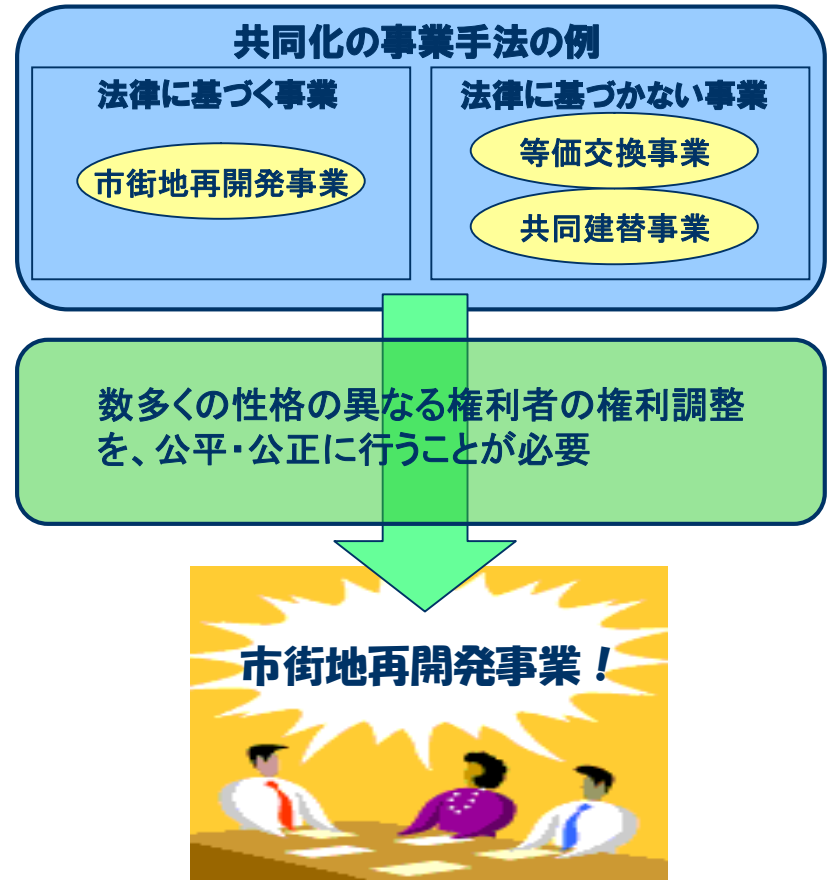 共同化の事業手法の例
法律に基づく事業
市街地再開発事業
法律に基づかない事業
等価交換事業
共同建替事業
数多くの性格の異なる権利者の権利調整
を、公平・公正に行うことが必要
市街地再開発事業！